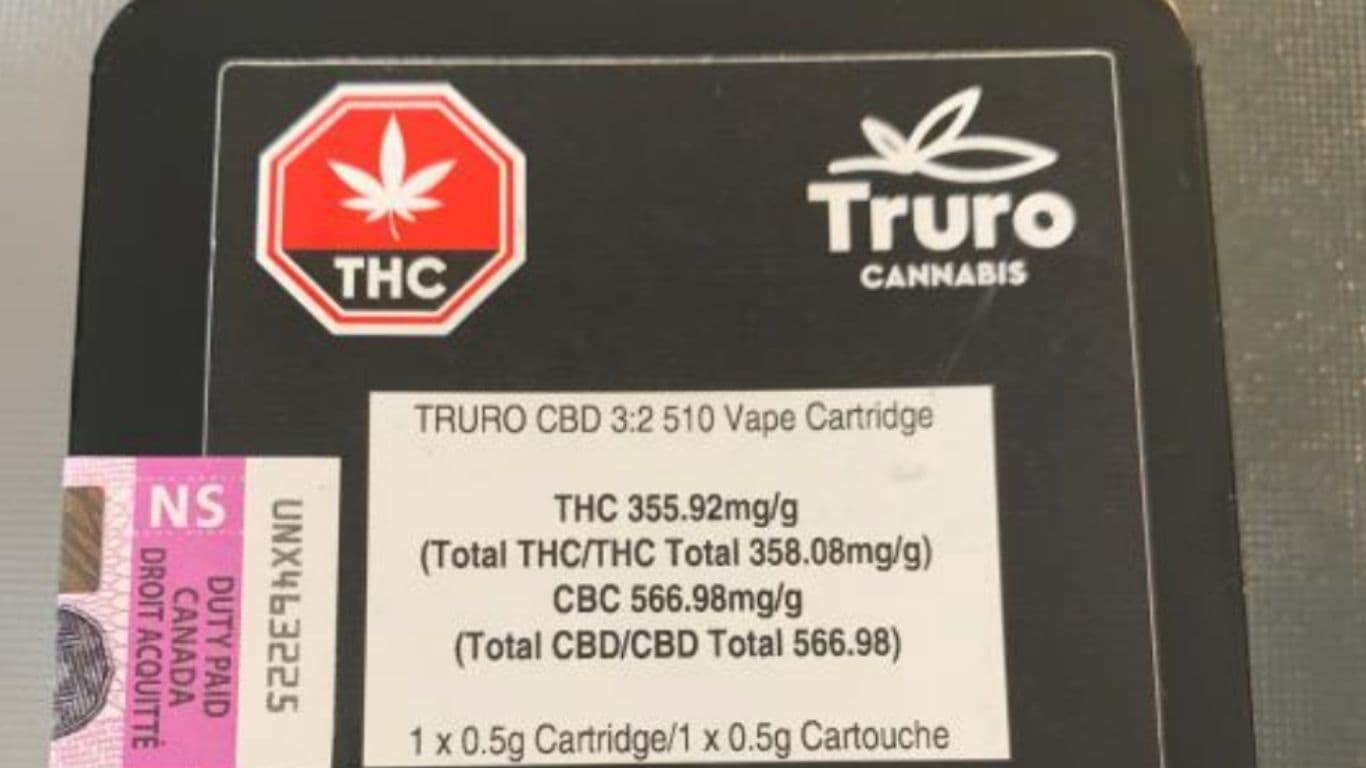 THC
Truro
CANNABIS
TRURO CBD 3:2 510 Vape Cartridge
THC 355.92mg/g
(Total THC/THC Total 358.08mg/g)
CBC 566.98mg/g
(Total CBD/CBD Total 566.98)
1 x 0.5g Cartridge/1 x 0.5g Cartouche
NS
DUTY PAID
CANADA
DROIT ACQUITTÉ
UNX463225